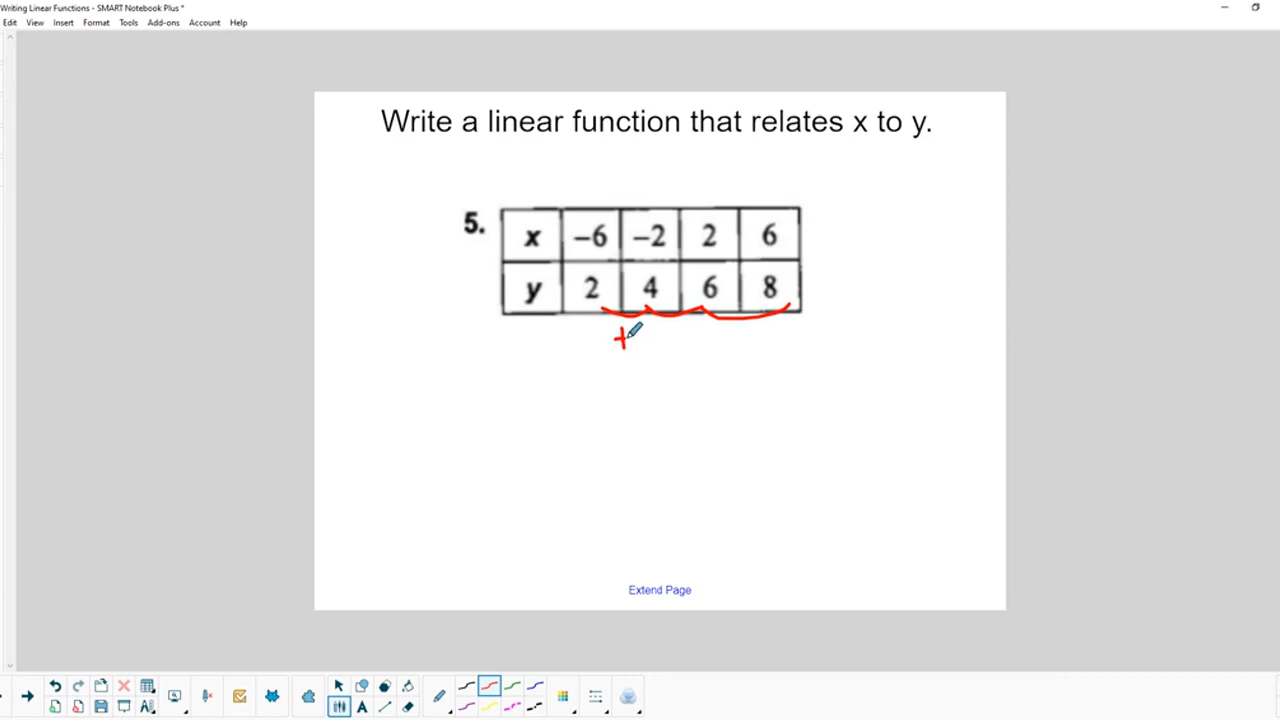 Writing Linear Functions - SMART Notebook Plus *
Edit View Insert Format Tools Add-ons Account Help
Write a linear function that relates x to y.
5. x -6 -2 2 6
y 2 4 6 8
+
Extend Page